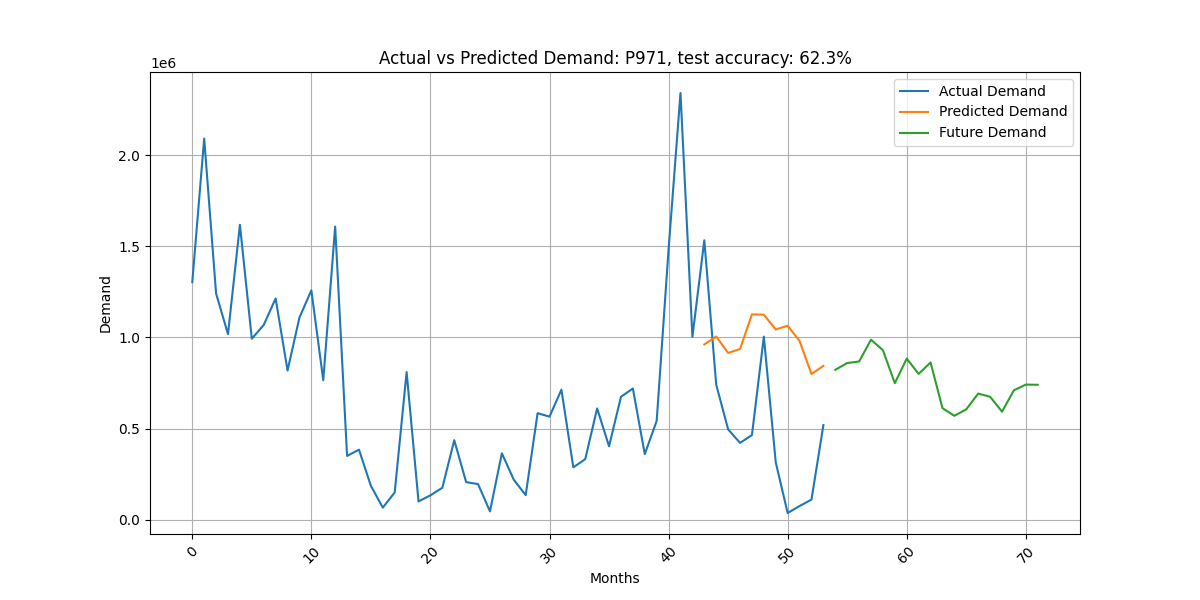 Actual vs Predicted Demand: P971, test accuracy: 62.3%
1e6
Actual Demand
Predicted Demand
Future Demand
2.0
1.5
1.0
0.5
0.0
Demand
0 10 20 30 40 50 60 70
Months